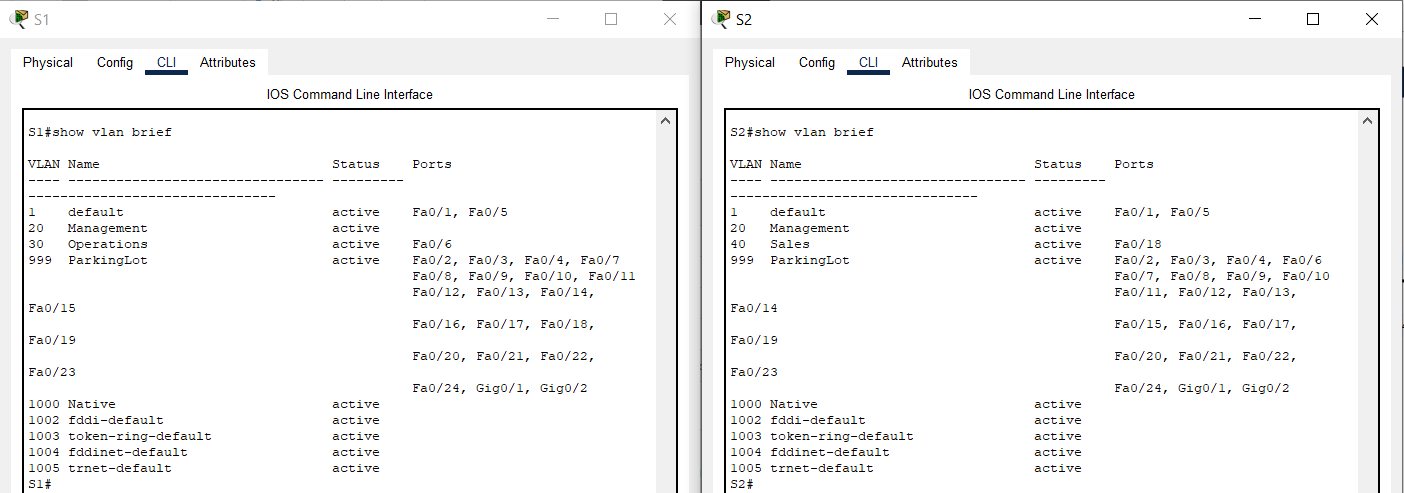 S1
Physical Config CLI Attributes
IOS Command Line Interface
S1#show vlan brief
VLAN Name Status Ports
---- -------------------------------- ---------
-------------------------------
1 default active Fa0/1, Fa0/5
20 Management active
30 Operations active Fa0/6
999 ParkingLot active Fa0/2, Fa0/3, Fa0/4, Fa0/7
Fa0/8, Fa0/9, Fa0/10, Fa0/11
Fa0/12, Fa0/13, Fa0/14,
Fa0/15
Fa0/16, Fa0/17, Fa0/18,
Fa0/19
Fa0/20, Fa0/21, Fa0/22,
Fa0/23
Fa0/24, Gig0/1, Gig0/2
1000 Native active
1002 fddi-default active
1003 token-ring-default active
1004 fddinet-default active
1005 trnet-default active
S1#
S2
Physical Config CLI Attributes
IOS Command Line Interface
S2#show vlan brief
VLAN Name Status Ports
---- -------------------------------- ---------
-------------------------------
1 default active Fa0/1, Fa0/5
20 Management active
40 Sales active Fa0/18
999 ParkingLot active Fa0/2, Fa0/3, Fa0/4, Fa0/6
Fa0/7, Fa0/8, Fa0/9, Fa0/10
Fa0/11, Fa0/12, Fa0/13,
Fa0/14
Fa0/15, Fa0/16, Fa0/17,
Fa0/19
Fa0/20, Fa0/21, Fa0/22,
Fa0/23
Fa0/24, Gig0/1, Gig0/2
1000 Native active
1002 fddi-default active
1003 token-ring-default active
1004 fddinet-default active
1005 trnet-default active
S2#